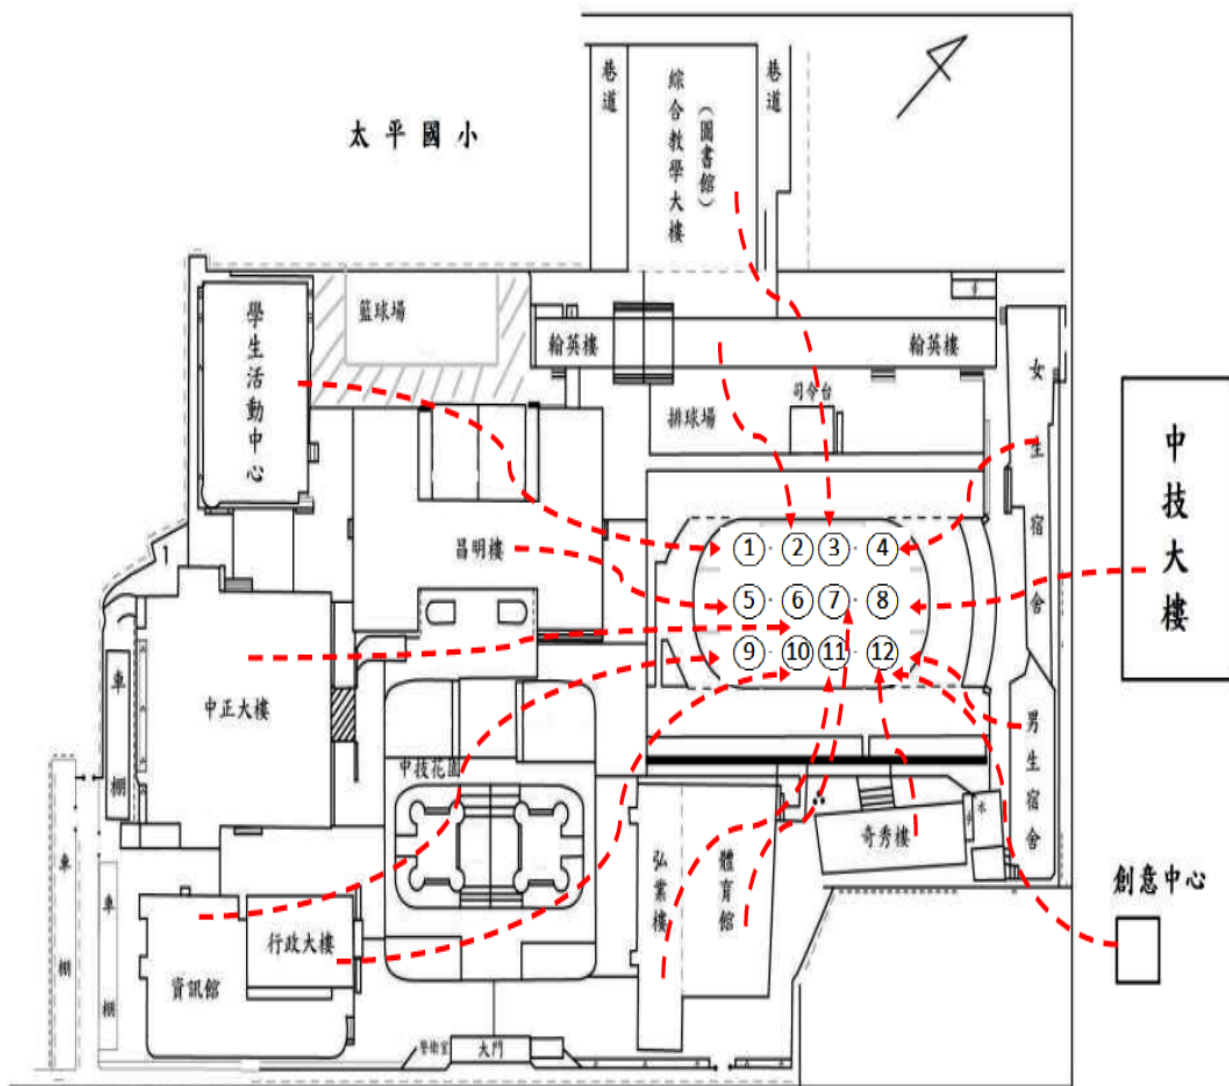 巷道
綜合教學大樓
(圖書館)
巷道
太平國小
學生活動中心
籃球場
翰英樓
翰英樓
女生宿舍
司令台
排球場
中技大樓
昌明樓
① ② ③ ④
⑤ ⑥ ⑦ ⑧
⑨ ⑩ ⑪ ⑫
1
車棚
中正大樓
中技花園
男生宿舍
水
奇秀樓
弘業樓
體育館
創意中心
車棚
車棚
行政大樓
資訊館
警衛室
大門